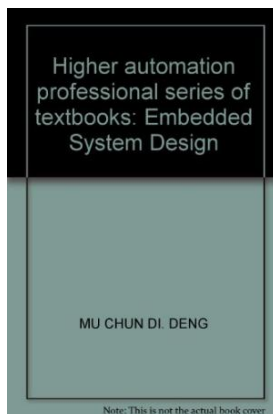 Higher automation
professional series of
textbooks: Embedded
System Design
MU CHUN DI. DENG
Note: This is not the actual book cover